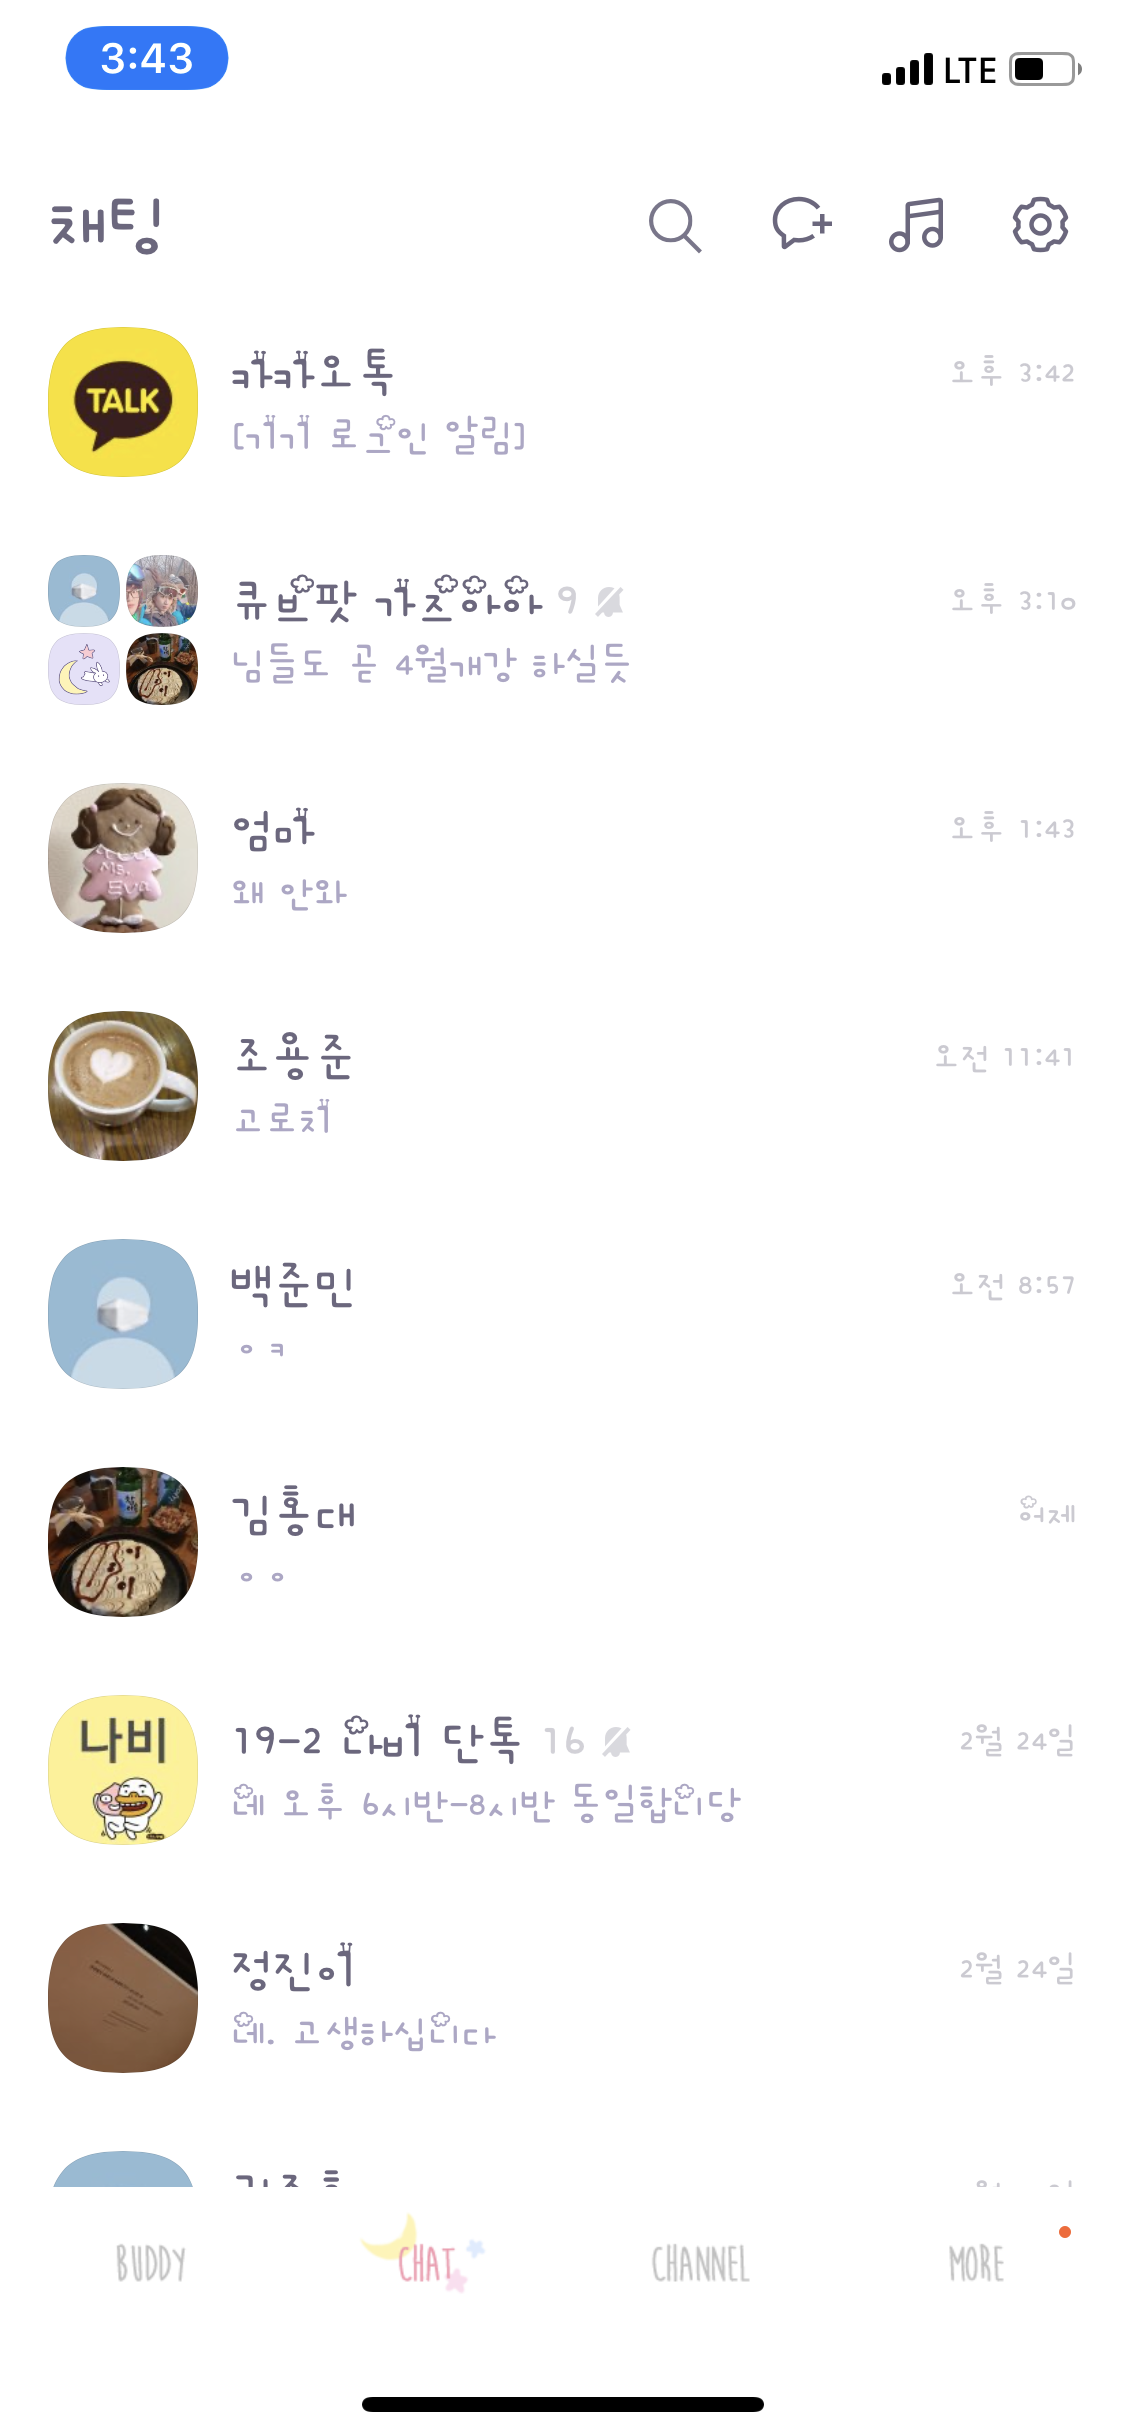 3:43
LTE
채팅
TALK
카카오톡
오후 3:42
[기기 로그인 알림]
큐브팟 가즈아아 9
오후 3:10
님들도 곧 4월개강 하실듯
엄마
오후 1:43
왜 안와
Ms.
Eva
조용준
오전 11:41
고로치
백준민
오전 8:57
ㅇㅋ
김홍대
어제
ㅇㅇ
나비
19-2 나비 단톡 16
2월 24일
네 오후 6시반-8시반 동일합니당
정진이
2월 24일
네. 고생하십니다
BUDDY
CHAT
CHANNEL
MORE